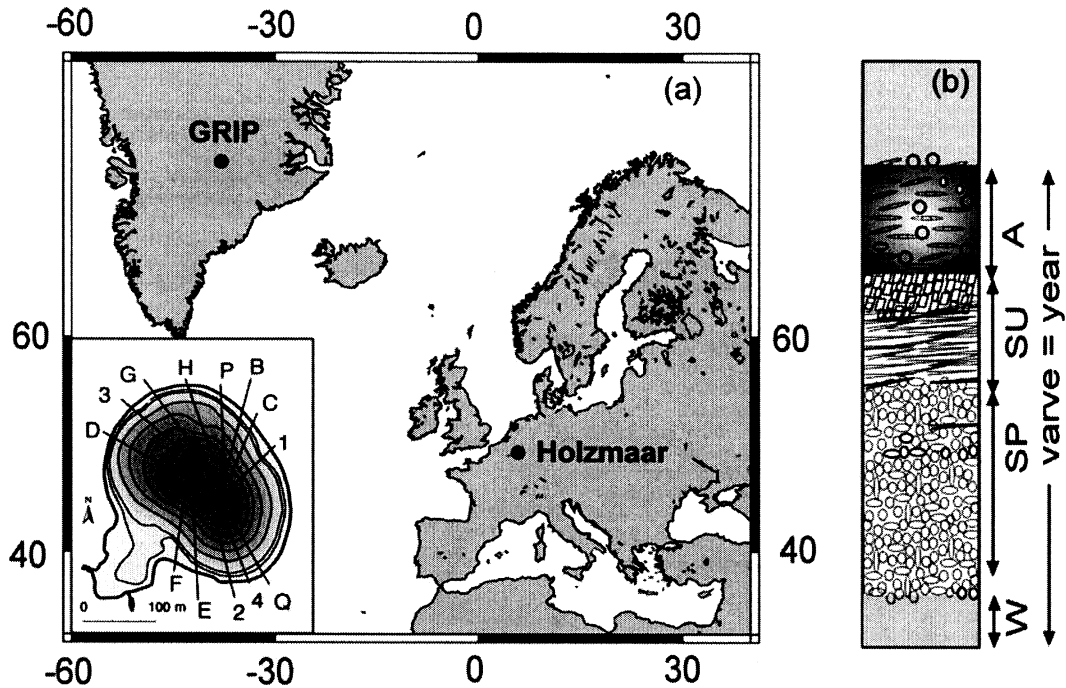 -60 -30 0 30
(a)
(b)
GRIP
60 60
Holzmaar
40 40
G H P B
3 C
D 1
N
F E 2 4 Q
0 100 m
-60 -30 0 30
A
SU
SP
W
varve = year